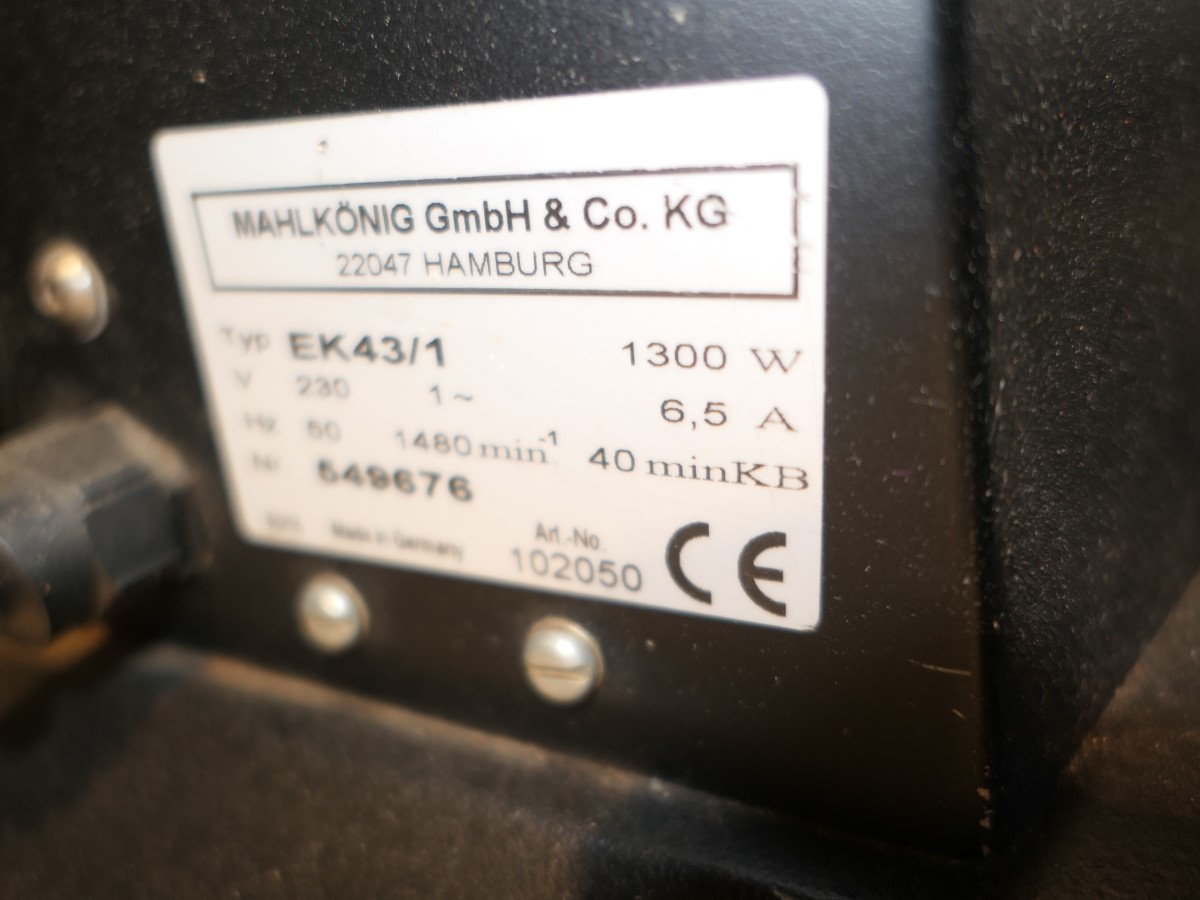 MAHLKÖNIG GmbH & Co. KG
22047 HAMBURG
Typ EK43/1 1300 W
V 230 1~ 6,5 A
Hz 50 1480 min-1 40 minKB
Nr 549676
Made in Germany Art.-No. CE
102050